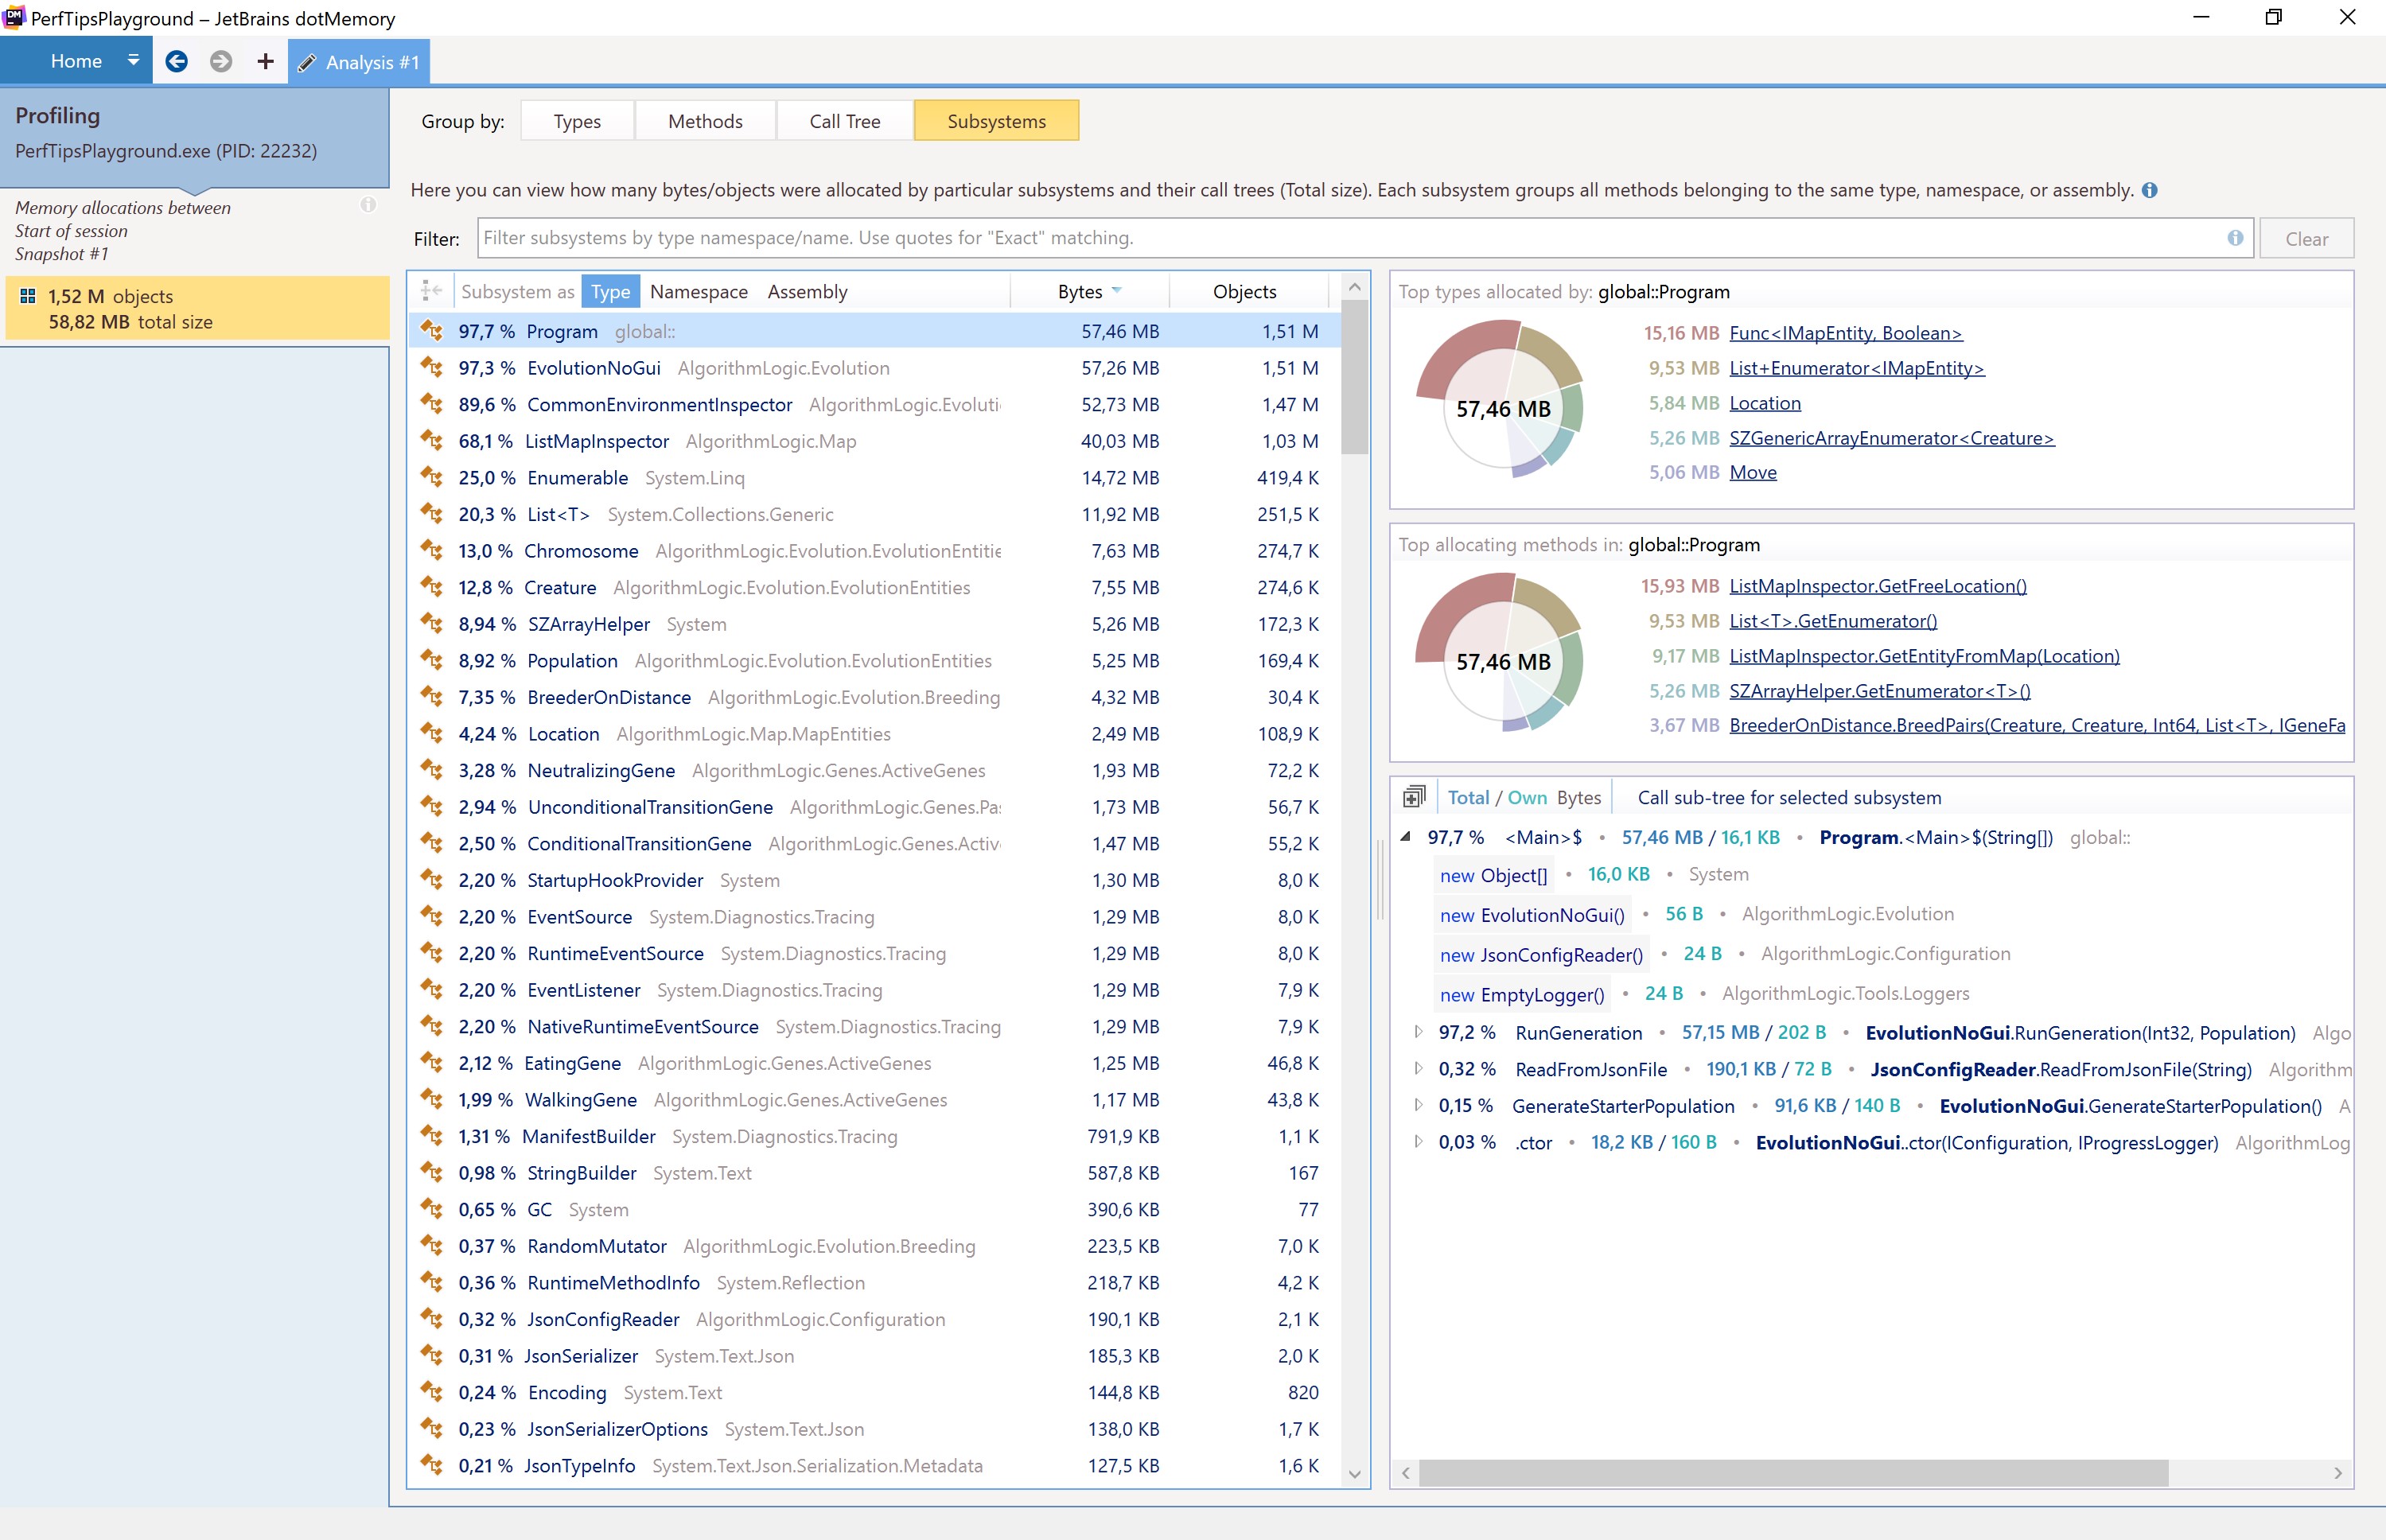 PerfTipsPlayground – JetBrains dotMemory
Home
Analysis #1
Profiling
PerfTipsPlayground.exe (PID: 22232)
Memory allocations between
Start of session
Snapshot #1
1,52 M objects
58,82 MB total size
Group by: Types Methods Call Tree Subsystems
Here you can view how many bytes/objects were allocated by particular subsystems and their call trees (Total size). Each subsystem groups all methods belonging to the same type, namespace, or assembly.
Filter: Filter subsystems by type namespace/name. Use quotes for "Exact" matching. Clear
Subsystem as Type Namespace Assembly Bytes Objects
97,7 % Program global:: 57,46 MB 1,51 M
97,3 % EvolutionNoGui AlgorithmLogic.Evolution 57,26 MB 1,51 M
89,6 % CommonEnvironmentInspector AlgorithmLogic.Evoluti 52,73 MB 1,47 M
68,1 % ListMapInspector AlgorithmLogic.Map 40,03 MB 1,03 M
25,0 % Enumerable System.Linq 14,72 MB 419,4 K
20,3 % List<T> System.Collections.Generic 11,92 MB 251,5 K
13,0 % Chromosome AlgorithmLogic.Evolution.EvolutionEntitie 7,63 MB 274,7 K
12,8 % Creature AlgorithmLogic.Evolution.EvolutionEntities 7,55 MB 274,6 K
8,94 % SZArrayHelper System 5,26 MB 172,3 K
8,92 % Population AlgorithmLogic.Evolution.EvolutionEntities 5,25 MB 169,4 K
7,35 % BreederOnDistance AlgorithmLogic.Evolution.Breeding 4,32 MB 30,4 K
4,24 % Location AlgorithmLogic.Map.MapEntities 2,49 MB 108,9 K
3,28 % NeutralizingGene AlgorithmLogic.Genes.ActiveGenes 1,93 MB 72,2 K
2,94 % UnconditionalTransitionGene AlgorithmLogic.Genes.Pas 1,73 MB 56,7 K
2,50 % ConditionalTransitionGene AlgorithmLogic.Genes.Activ 1,47 MB 55,2 K
2,20 % StartupHookProvider System 1,30 MB 8,0 K
2,20 % EventSource System.Diagnostics.Tracing 1,29 MB 8,0 K
2,20 % RuntimeEventSource System.Diagnostics.Tracing 1,29 MB 8,0 K
2,20 % EventListener System.Diagnostics.Tracing 1,29 MB 7,9 K
2,20 % NativeRuntimeEventSource System.Diagnostics.Tracing 1,29 MB 7,9 K
2,12 % EatingGene AlgorithmLogic.Genes.ActiveGenes 1,25 MB 46,8 K
1,99 % WalkingGene AlgorithmLogic.Genes.ActiveGenes 1,17 MB 43,8 K
1,31 % ManifestBuilder System.Diagnostics.Tracing 791,9 KB 1,1 K
0,98 % StringBuilder System.Text 587,8 KB 167
0,65 % GC System 390,6 KB 77
0,37 % RandomMutator AlgorithmLogic.Evolution.Breeding 223,5 KB 7,0 K
0,36 % RuntimeMethodInfo System.Reflection 218,7 KB 4,2 K
0,32 % JsonConfigReader AlgorithmLogic.Configuration 190,1 KB 2,1 K
0,31 % JsonSerializer System.Text.Json 185,3 KB 2,0 K
0,24 % Encoding System.Text 144,8 KB 820
0,23 % JsonSerializerOptions System.Text.Json 138,0 KB 1,7 K
0,21 % JsonTypeInfo System.Text.Json.Serialization.Metadata 127,5 KB 1,6 K
Top types allocated by: global::Program
57,46 MB
15,16 MB Func<IMapEntity, Boolean>
9,53 MB List+Enumerator<IMapEntity>
5,84 MB Location
5,26 MB SZGenericArrayEnumerator<Creature>
5,06 MB Move
Top allocating methods in: global::Program
57,46 MB
15,93 MB ListMapInspector.GetFreeLocation()
9,53 MB List<T>.GetEnumerator()
9,17 MB ListMapInspector.GetEntityFromMap(Location)
5,26 MB SZArrayHelper.GetEnumerator<T>()
3,67 MB BreederOnDistance.BreedPairs(Creature, Creature, Int64, List<T>, IGeneFa
Total / Own Bytes Call sub-tree for selected subsystem
97,7 % <Main>$ • 57,46 MB / 16,1 KB • Program.<Main>$(String[]) global::
new Object[] • 16,0 KB • System
new EvolutionNoGui() • 56 B • AlgorithmLogic.Evolution
new JsonConfigReader() • 24 B • AlgorithmLogic.Configuration
new EmptyLogger() • 24 B • AlgorithmLogic.Tools.Loggers
97,2 % RunGeneration • 57,15 MB / 202 B • EvolutionNoGui.RunGeneration(Int32, Population) Algo
0,32 % ReadFromJsonFile • 190,1 KB / 72 B • JsonConfigReader.ReadFromJsonFile(String) Algorithm
0,15 % GenerateStarterPopulation • 91,6 KB / 140 B • EvolutionNoGui.GenerateStarterPopulation() A
0,03 % .ctor • 18,2 KB / 160 B • EvolutionNoGui..ctor(IConfiguration, IProgressLogger) AlgorithmLog